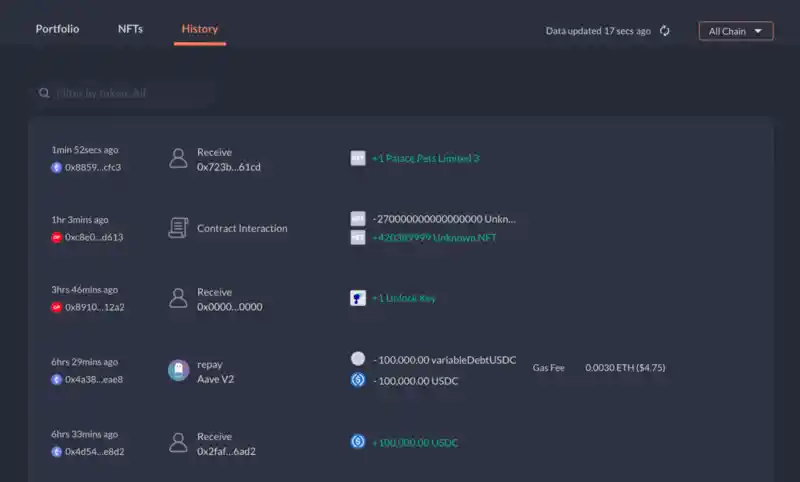 Portfolio NFTs History Data updated 17 secs ago All Chain
Filter by token, All
1min 52secs ago
0x8859...cfc3
Receive
0x723b...61cd
+1 Palace Pets Limited 3
1hr 3mins ago
0xc8e0...d613
Contract Interaction
-270000000000000000 Unkn...
+420389999 Unknown NFT
3hrs 46mins ago
0x8910...12a2
Receive
0x0000...0000
+1 Unlock Key
6hrs 29mins ago
0x4a38...eae8
repay
Aave V2
-100,000.00 variableDebtUSDC
-100,000.00 USDC
Gas Fee 0.0030 ETH ($4.75)
6hrs 33mins ago
0x4d54...e8d2
Receive
0x2faf...6ad2
+100,000.00 USDC